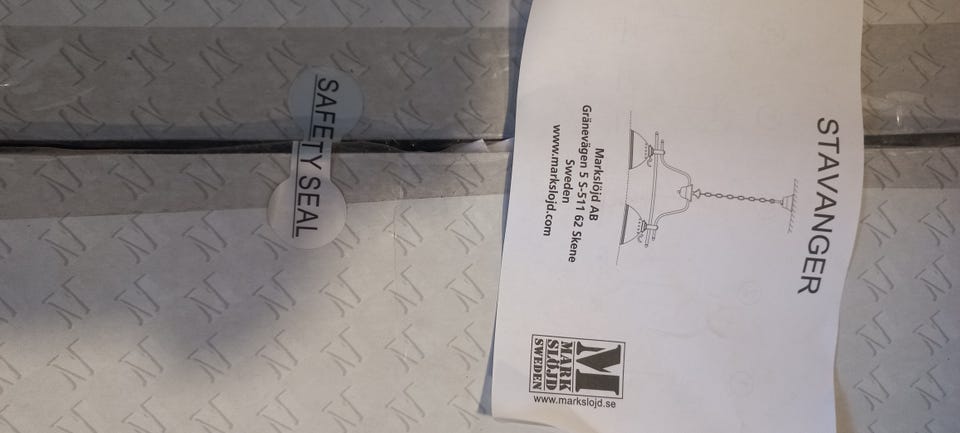 SAFETY SEAL
STAVANGER
Markslöjd AB
Gränevägen 5 S-511 62 Skene
Sweden
www.markslojd.com
M
MARK
SLÖJD
SWEDEN
www.markslojd.se